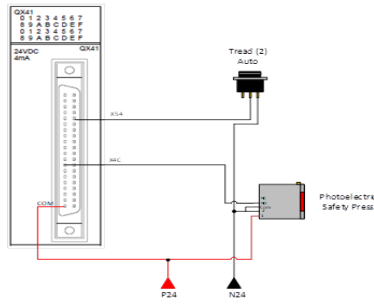 QX41
0 1 2 3 4 5 6 7
8 9 A B C D E F
0 1 2 3 4 5 6 7
8 9 A B C D E F
24VDC
4mA
QX41
Tread (2)
Auto
X54
X4C
COM
Photoelectric
Safety Press
P24
N24